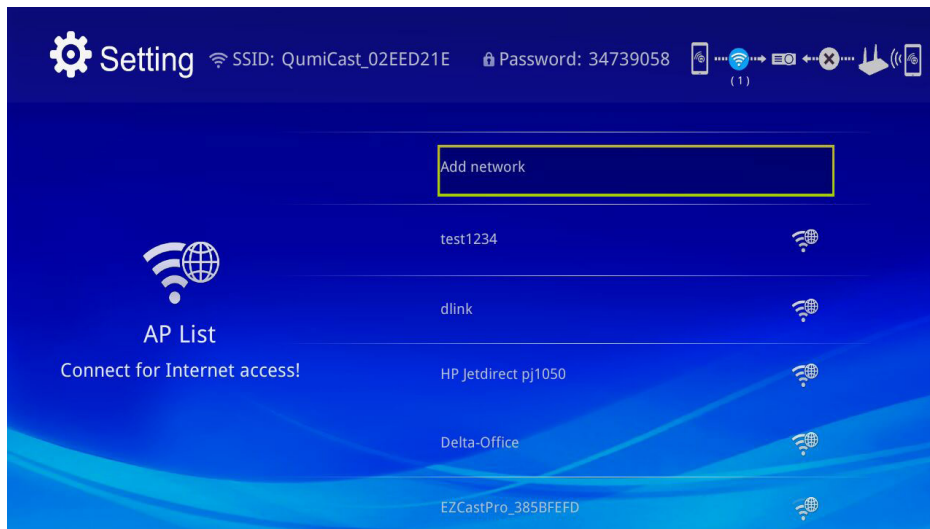 Setting SSID: QumiCast_02EED21E Password: 34739058
(1)
Add network
test1234
dlink
AP List
Connect for Internet access!
HP Jetdirect pj1050
Delta-Office
EZCastPro_385BFEFD